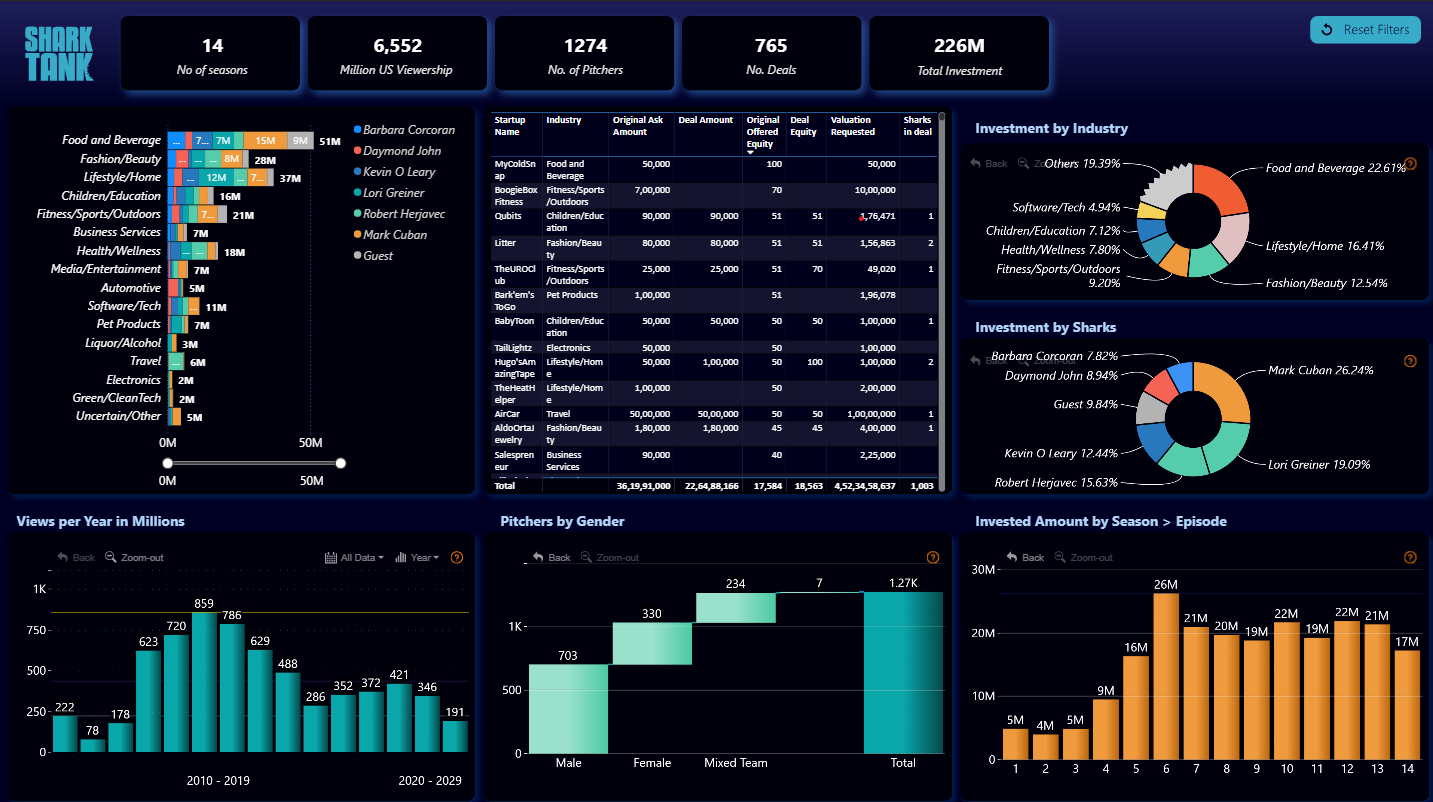 SHARK
TANK
14
No of seasons
6,552
Million US Viewership
1274
No. of Pitchers
765
No. Deals
226M
Total Investment
Reset Filters
Food and Beverage ... 7... 7M 15M 9M 51M
Fashion/Beauty ... ... ... 8M 28M
Lifestyle/Home ... 12M ... 7... 37M
Children/Education 16M
Fitness/Sports/Outdoors 7... 21M
Business Services 7M
Health/Wellness ... ... 18M
Media/Entertainment 7M
Automotive 5M
Software/Tech ... 11M
Pet Products 7M
Liquor/Alcohol 3M
Travel ... 6M
Electronics 2M
Green/CleanTech 2M
Uncertain/Other 5M
0M 50M
0M 50M
Barbara Corcoran
Daymond John
Kevin O Leary
Lori Greiner
Robert Herjavec
Mark Cuban
Guest
Startup Name Industry Original Ask Amount Deal Amount Original Offered Equity Deal Equity Valuation Requested Sharks in deal
MyColdSnap Food and Beverage 50,000 100 50,000
BoogieBox Fitness Fitness/Sports/Outdoors 7,00,000 70 10,00,000
Qubits Children/Education 90,000 90,000 51 51 1,76,471 1
Litter Fashion/Beauty 80,000 80,000 51 51 1,56,863 2
TheUROClub Fitness/Sports/Outdoors 25,000 25,000 51 70 49,020 1
Bark'em'sToGo Pet Products 1,00,000 51 1,96,078
BabyToon Children/Education 50,000 50,000 50 50 1,00,000 1
TailLightz Electronics 50,000 50 1,00,000
Hugo'sAmazingTape Lifestyle/Home 50,000 1,00,000 50 100 1,00,000 2
TheHeatHelper Lifestyle/Home 1,00,000 50 2,00,000
AirCar Travel 50,00,000 50,00,000 50 50 1,00,00,000 1
AldoOrtaJewelry Fashion/Beauty 1,80,000 1,80,000 45 45 4,00,000 1
Salespreneur Business Services 90,000 40 2,25,000
Total 36,19,91,000 22,64,88,166 17,584 18,563 4,52,34,58,637 1,003
Investment by Industry
Back
Others 19.39%
Food and Beverage 22.61%
?
Software/Tech 4.94%
Children/Education 7.12%
Health/Wellness 7.80%
Lifestyle/Home 16.41%
Fitness/Sports/Outdoors
9.20%
Fashion/Beauty 12.54%
Investment by Sharks
Back Zoom-out
?
Barbara Corcoran 7.82%
Daymond John 8.94%
Mark Cuban 26.24%
Guest 9.84%
Kevin O Leary 12.44%
Lori Greiner 19.09%
Robert Herjavec 15.63%
Views per Year in Millions
Back Zoom-out All Data Year ?
1K
750
500
250
0
222 78 178 623 720 859 786 629 488 286 352 372 421 346 191
2010 - 2019 2020 - 2029
Pitchers by Gender
Back Zoom-out ?
1K
500
0
703 330 234 7 1.27K
Male Female Mixed Team Total
Invested Amount by Season > Episode
Back Zoom-out ?
30M
20M
10M
0
5M 4M 5M 9M 16M 26M 21M 20M 19M 22M 19M 22M 21M 17M
1 2 3 4 5 6 7 8 9 10 11 12 13 14